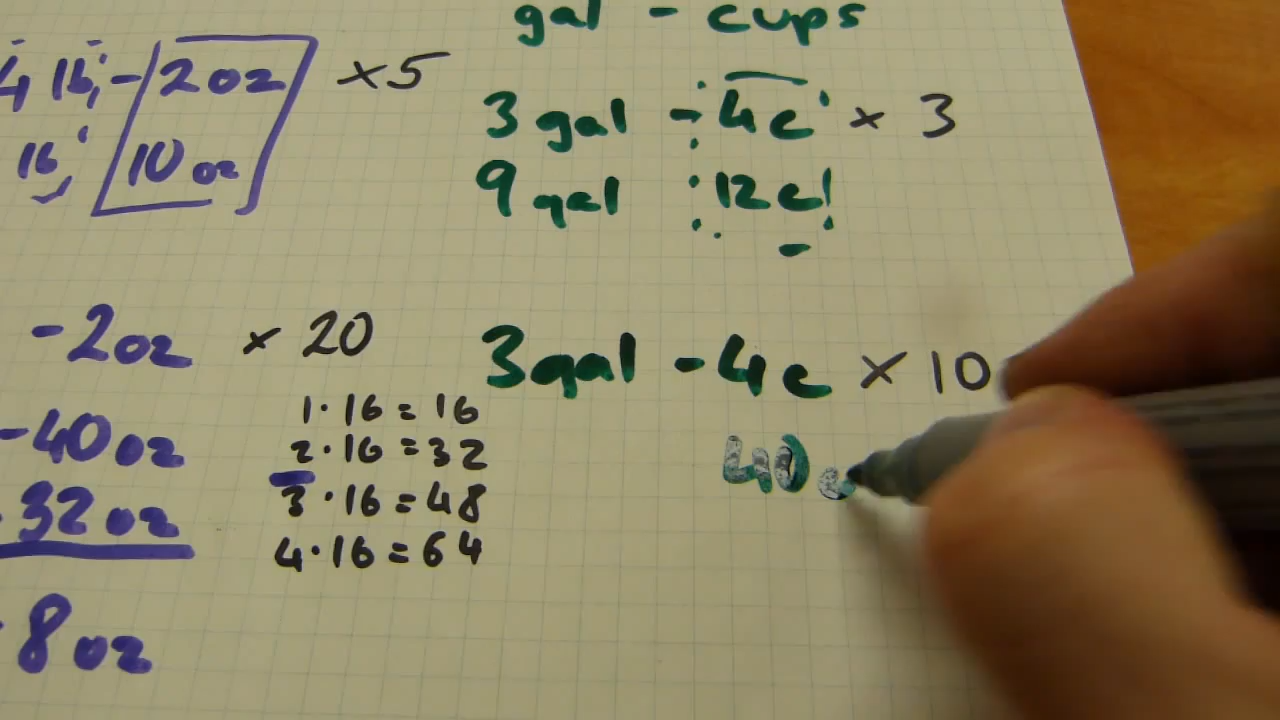 4 lb - 2 oz × 5
lb 10 oz
-2oz × 20
-40oz
32 oz
8 oz
1·16 = 16
2·16 = 32
3·16 = 48
4·16 = 64
gal - cups
3 gal - 4c × 3
9 gal 12c
3gal - 4c × 10
40c